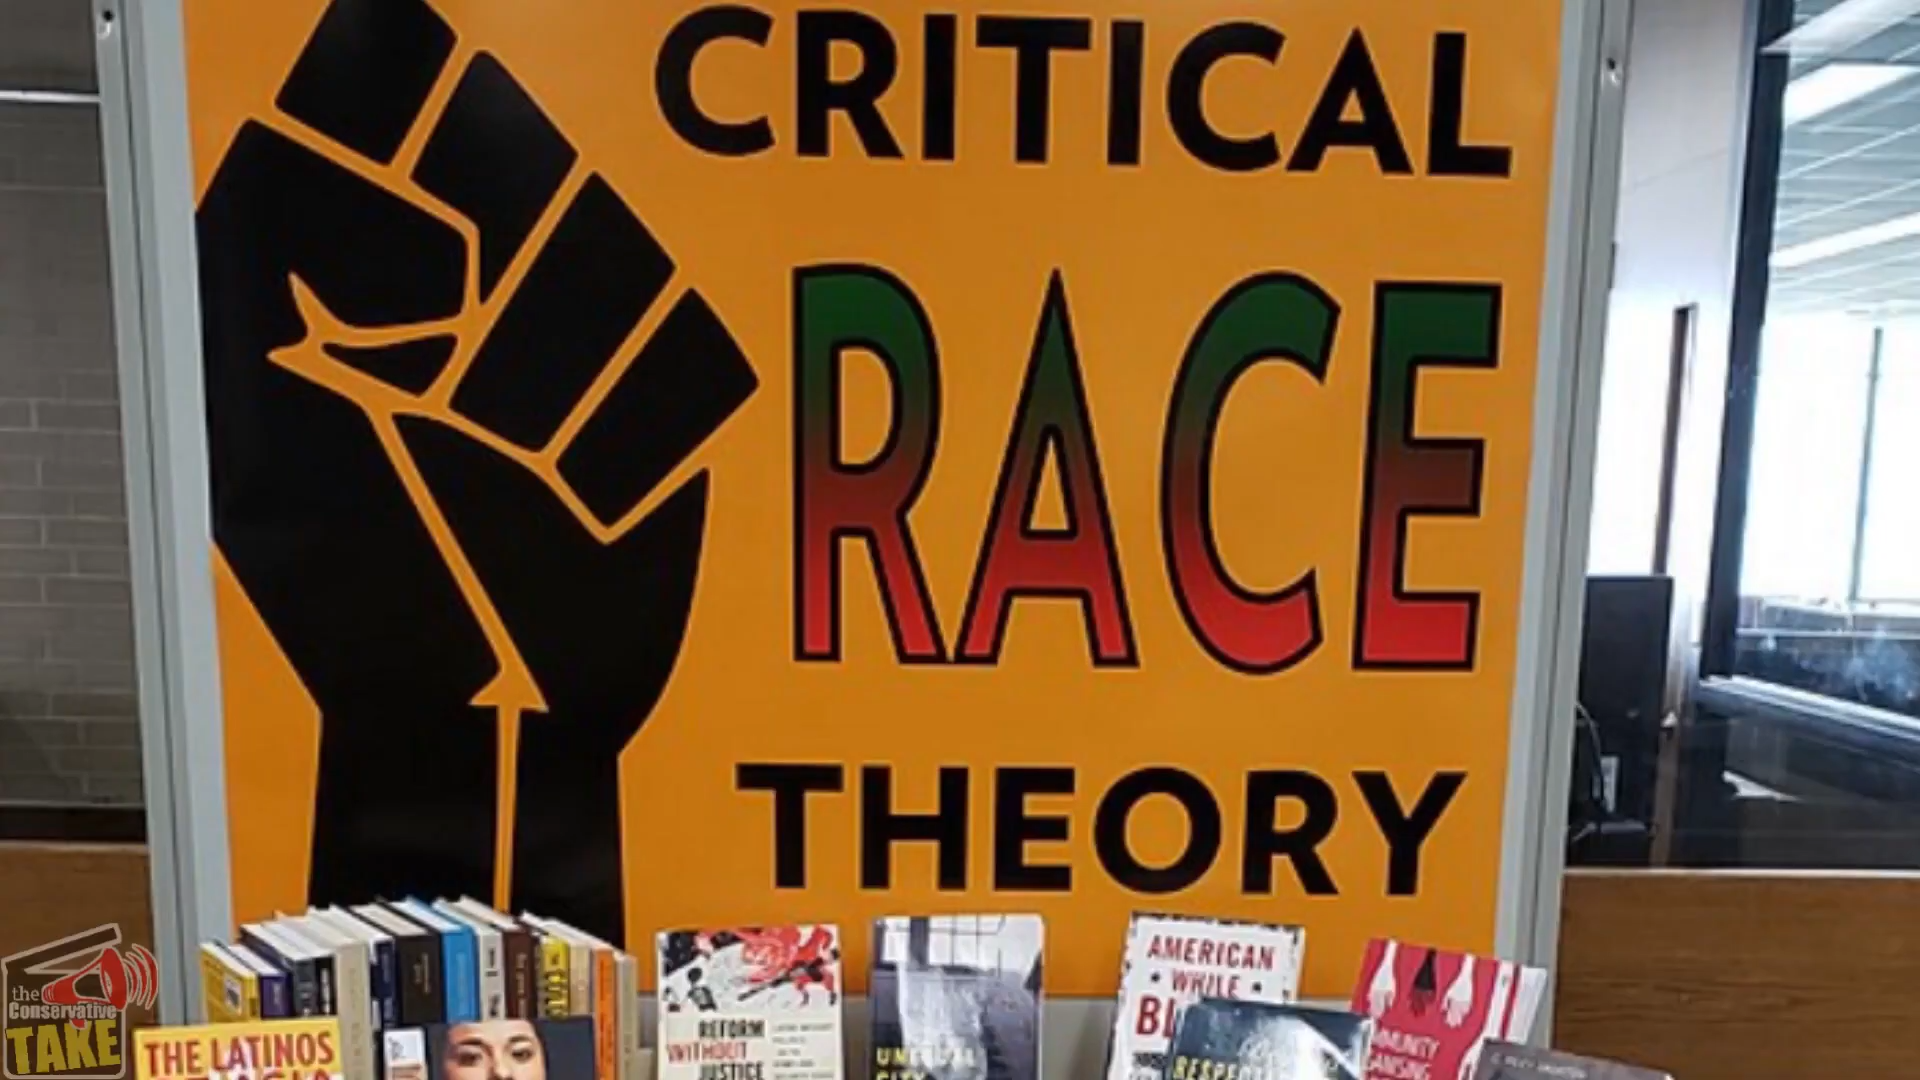 CRITICAL
RACE
THEORY
REFORM
WITHOUT
JUSTICE
AMERICAN
WHILE
THE LATINOS
the
Conservative
TAKE